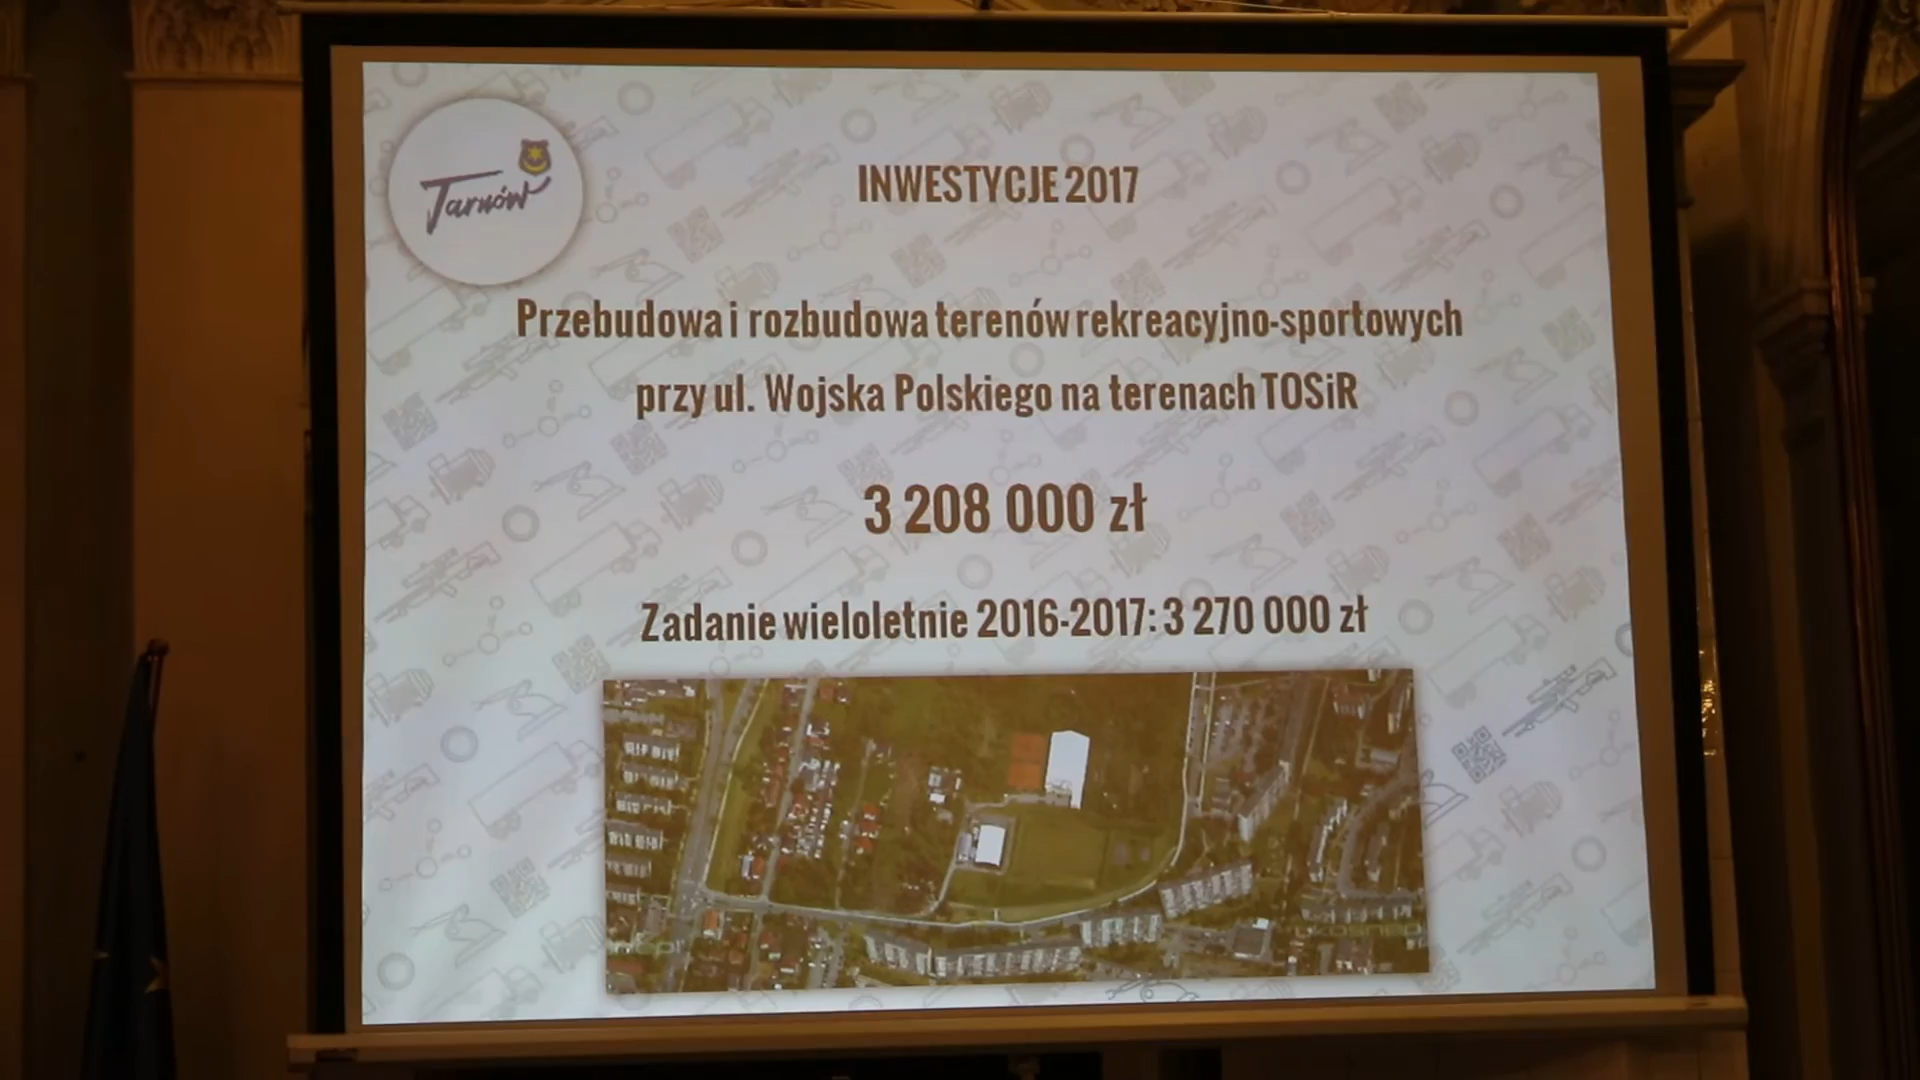 Tarnów
INWESTYCJE 2017
Przebudowa i rozbudowa terenów rekreacyjno-sportowych
przy ul. Wojska Polskiego na terenach TOSiR
3 208 000 zł
Zadanie wieloletnie 2016-2017: 3 270 000 zł